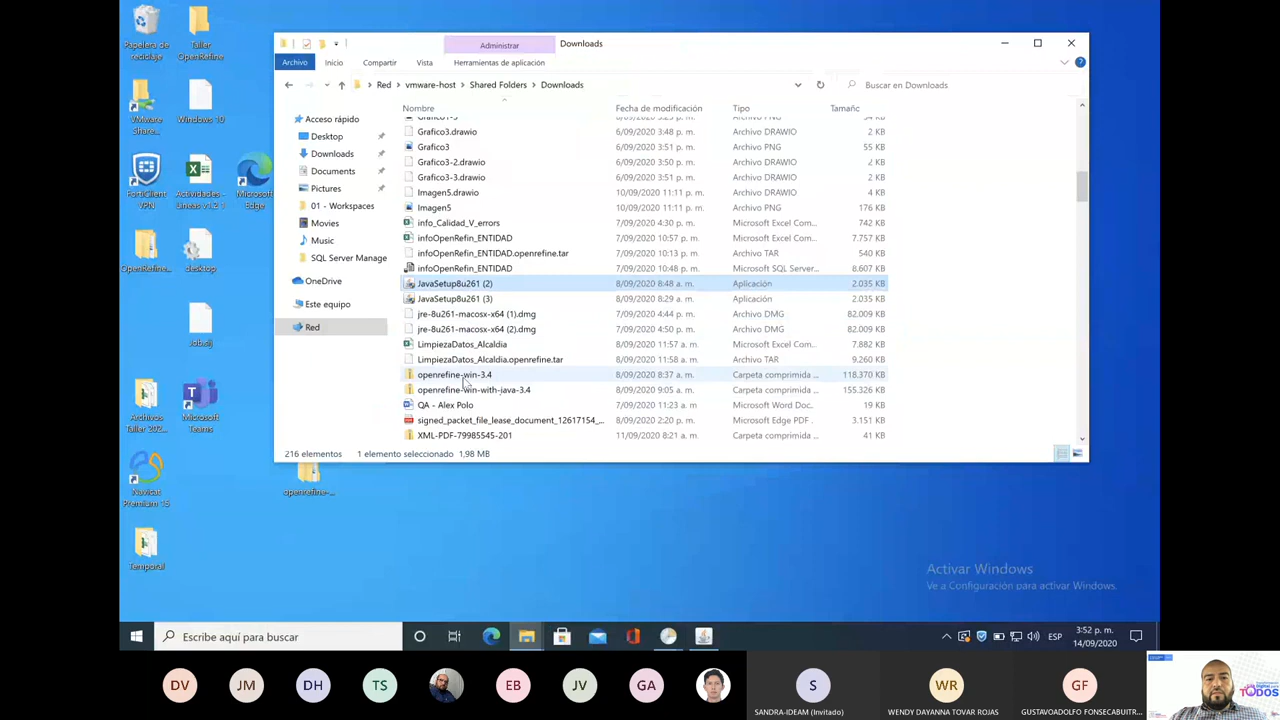 Papelera de reciclaje
Taller OpenRefine
VMware Share...
Windows 10
FortiClient VPN
Actividades - Lineas v1,2 1
Microsoft Edge
OpenRefine...
desktop
Jobsij
Archivos Taller 202...
Microsoft Teams
Navicat Premium 15
openrefine-...
Temporal
Administrar
Downloads
Archivo
Inicio
Compartir
Vista
Herramientas de aplicación
Red
vmware-host
Shared Folders
Downloads
Buscar en Downloads
Acceso rápido
Desktop
Downloads
Documents
Pictures
01 - Workspaces
Movies
Music
SQL Server Manage
OneDrive
Este equipo
Red
Nombre Fecha de modificación Tipo Tamaño
Grafico3.drawio 6/09/2020 3:23 p. m. Archivo DRAWIO 2 KB
Grafico3 6/09/2020 3:51 p. m. Archivo PNG 55 KB
Grafico3-2.drawio 6/09/2020 3:50 p. m. Archivo DRAWIO 2 KB
Grafico3-3.drawio 6/09/2020 3:51 p. m. Archivo DRAWIO 2 KB
Imagen5.drawio 10/09/2020 11:11 p. m. Archivo DRAWIO 4 KB
Imagen5 10/09/2020 11:11 p. m. Archivo PNG 176 KB
info_Calidad_V_errors 7/09/2020 4:49 p. m. Microsoft Excel Com... 742 KB
infoOpenRefin_ENTIDAD 7/09/2020 10:57 p. m. Microsoft Excel Com... 7.757 KB
infoOpenRefin_ENTIDAD.openrefine.tar 7/09/2020 10:13 p. m. Archivo TAR 540 KB
infoOpenRefin_ENTIDAD 7/09/2020 10:48 p. m. Microsoft SQL Server... 8.607 KB
JavaSetup8u261 (2) 8/09/2020 8:48 a. m. Aplicación 2.035 KB
JavaSetup8u261 (3) 8/09/2020 8:29 a. m. Aplicación 2.035 KB
jre-8u261-macosx-x64 (1).dmg 7/09/2020 4:44 p. m. Archivo DMG 82.009 KB
jre-8u261-macosx-x64 (2).dmg 7/09/2020 4:50 p. m. Archivo DMG 82.009 KB
LimpiezaDatos_Alcaldia 8/09/2020 11:57 a. m. Microsoft Excel Com... 7.882 KB
LimpiezaDatos_Alcaldia.openrefine.tar 8/09/2020 11:58 a. m. Archivo TAR 9.260 KB
openrefine-win-3.4 8/09/2020 8:37 a. m. Carpeta comprimida ... 118.370 KB
openrefine-win-with-java-3.4 8/09/2020 9:05 a. m. Carpeta comprimida ... 155.326 KB
QA - Alex Polo 7/09/2020 11:23 a. m. Microsoft Word Doc... 19 KB
signed_packet_file_lease_document_12617154_... 8/09/2020 2:20 p. m. Microsoft Edge PDF ... 3.151 KB
XML-PDF-79985545-201 11/09/2020 8:21 a. m. Carpeta comprimida ... 41 KB
216 elementos 1 elemento seleccionado 1,98 MB
Activar Windows
Ve a Configuración para activar Windows.
Escribe aquí para buscar
ESP
3:52 p. m.
14/09/2020
DV
JM
DH
TS
EB
JV
GA
S
WR
GF
SANDRA-IDEAM (Invitado)
WENDY DAYANNA TOVAR ROJAS
GUSTAVOADOLFO FONSECABUITR...
TODOS